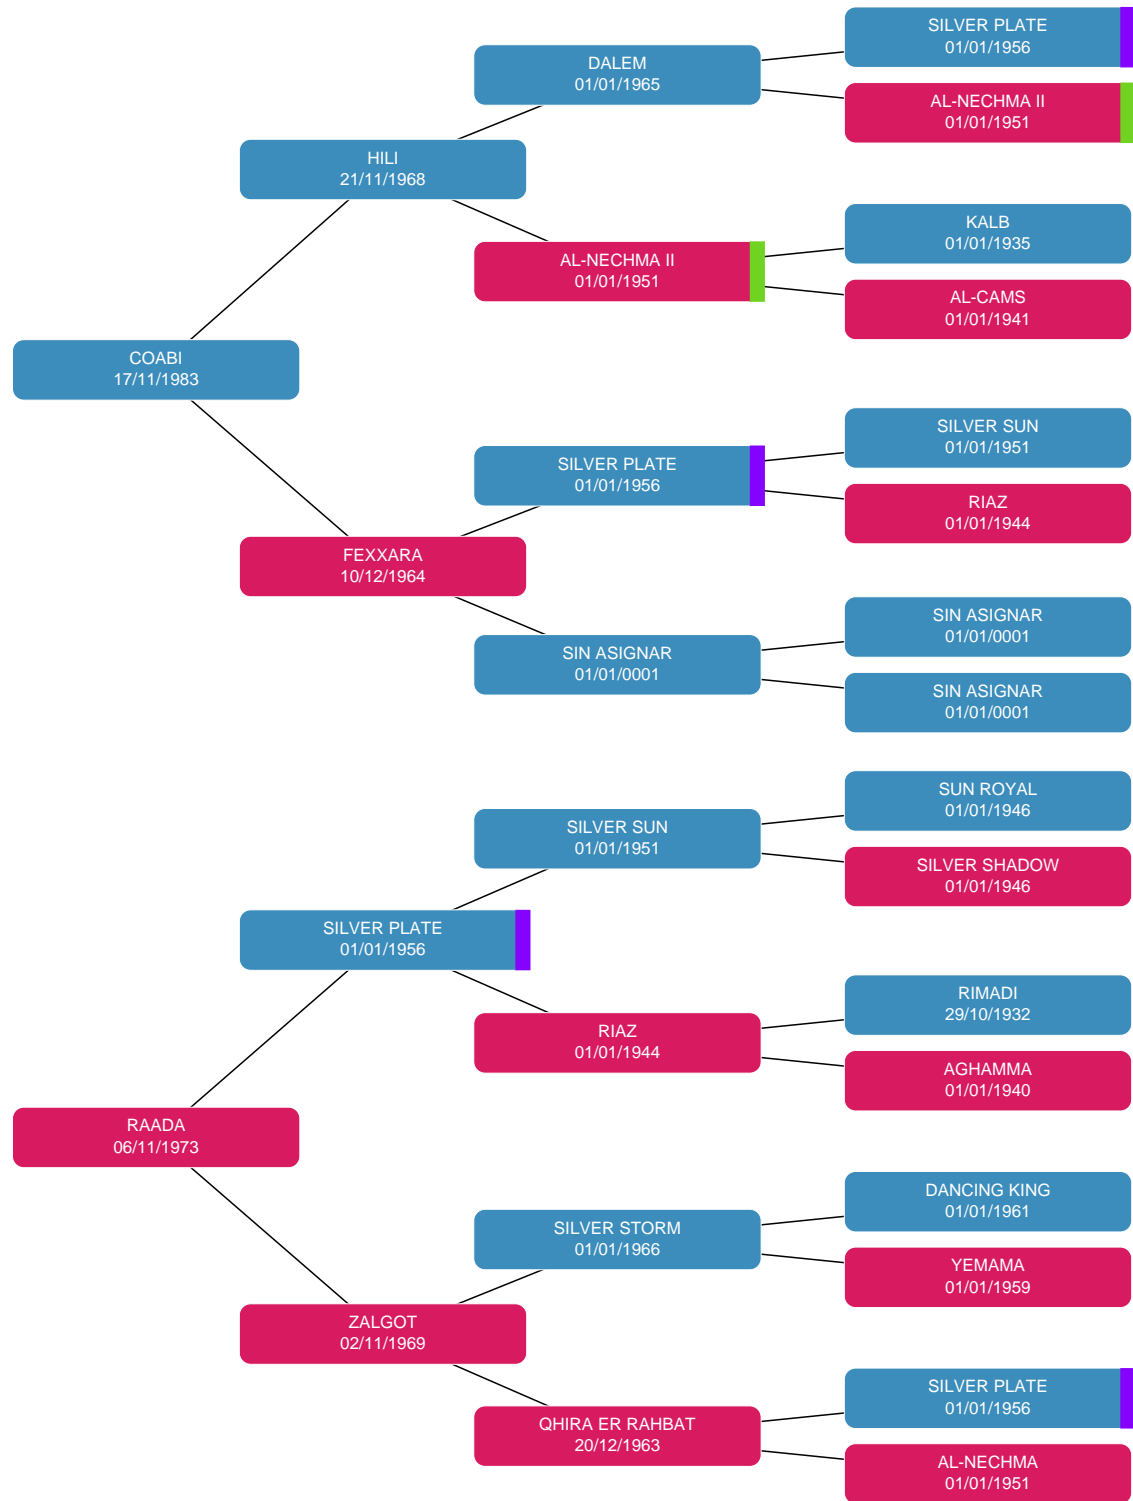 SILVER PLATE
01/01/1956
DALEM
01/01/1965
AL-NECHMA II
01/01/1951
HILI
21/11/1968
KALB
01/01/1935
AL-NECHMA II
01/01/1951
AL-CAMS
01/01/1941
COABI
17/11/1983
SILVER SUN
01/01/1951
SILVER PLATE
01/01/1956
RIAZ
01/01/1944
FEXXARA
10/12/1964
SIN ASIGNAR
01/01/0001
SIN ASIGNAR
01/01/0001
SIN ASIGNAR
01/01/0001
SUN ROYAL
01/01/1946
SILVER SUN
01/01/1951
SILVER SHADOW
01/01/1946
SILVER PLATE
01/01/1956
RIMADI
29/10/1932
RIAZ
01/01/1944
AGHAMMA
01/01/1940
RAADA
06/11/1973
DANCING KING
01/01/1961
SILVER STORM
01/01/1966
YEMAMA
01/01/1959
ZALGOT
02/11/1969
SILVER PLATE
01/01/1956
QHIRA ER RAHBAT
20/12/1963
AL-NECHMA
01/01/1951